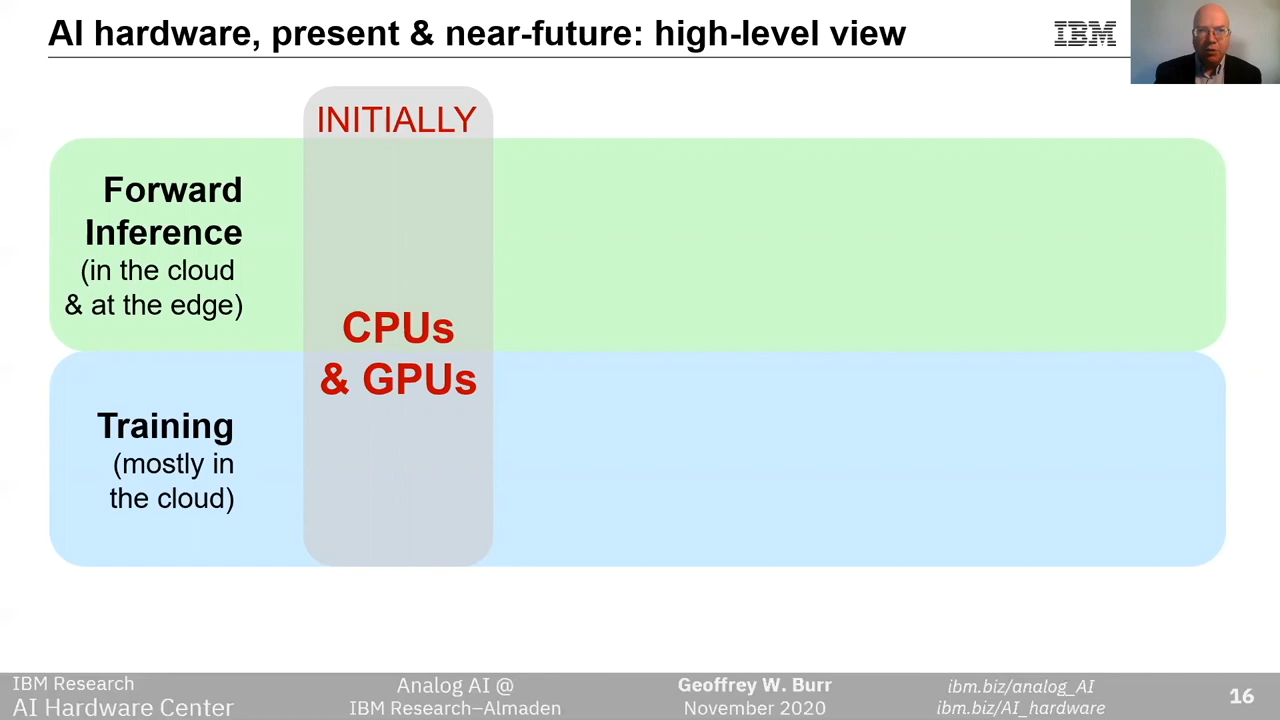 AI hardware, present & near-future: high-level view
IBM
INITIALLY
Forward
Inference
(in the cloud
& at the edge)
CPUs
& GPUs
Training
(mostly in
the cloud)
IBM Research
AI Hardware Center
Analog AI @
IBM Research–Almaden
Geoffrey W. Burr
November 2020
ibm.biz/analog_AI
ibm.biz/AI_hardware
16